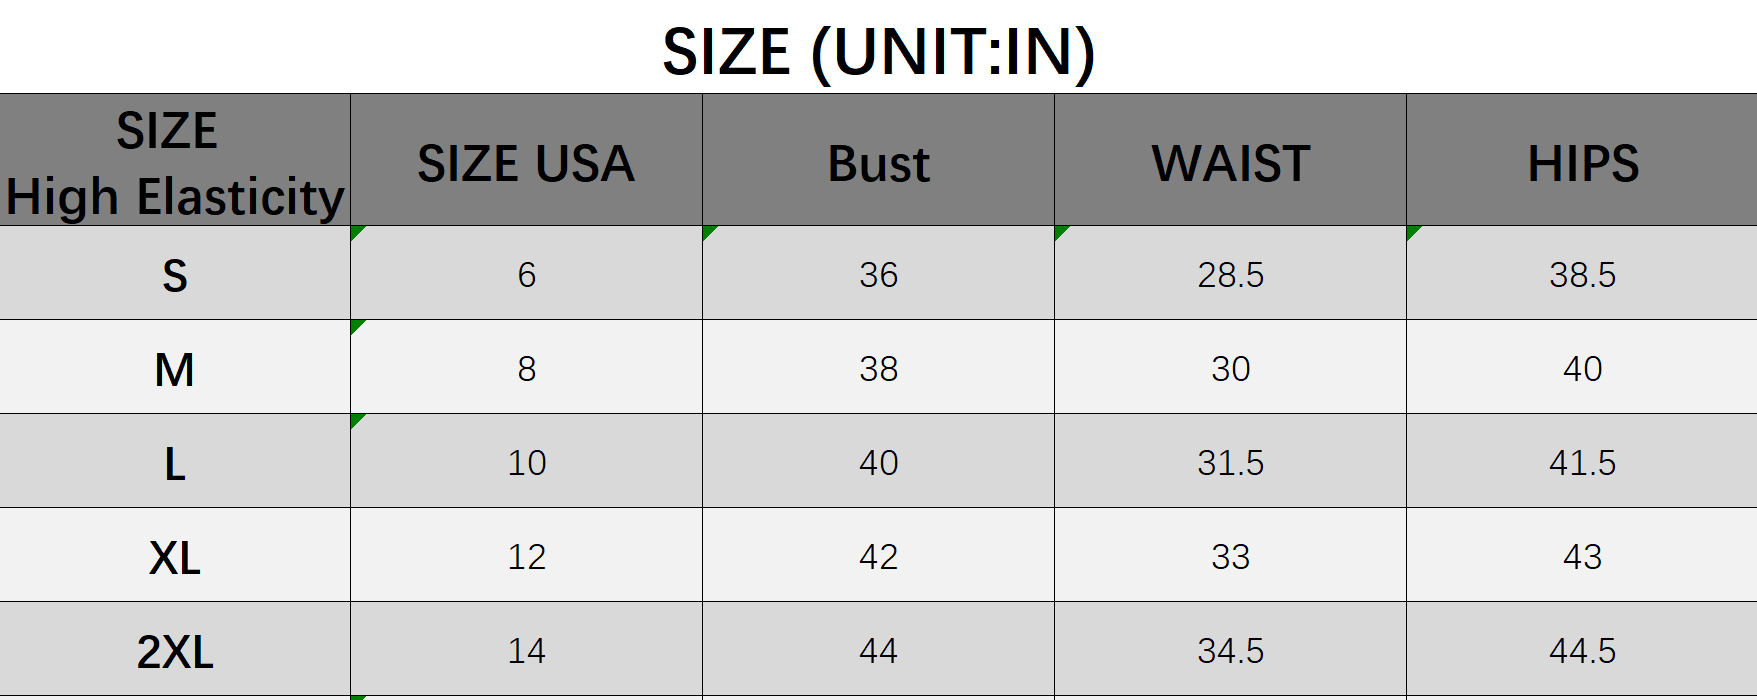 SIZE (UNIT:IN)
SIZE
High Elasticity
SIZE USA
Bust
WAIST
HIPS
S 6 36 28.5 38.5
M 8 38 30 40
L 10 40 31.5 41.5
XL 12 42 33 43
2XL 14 44 34.5 44.5